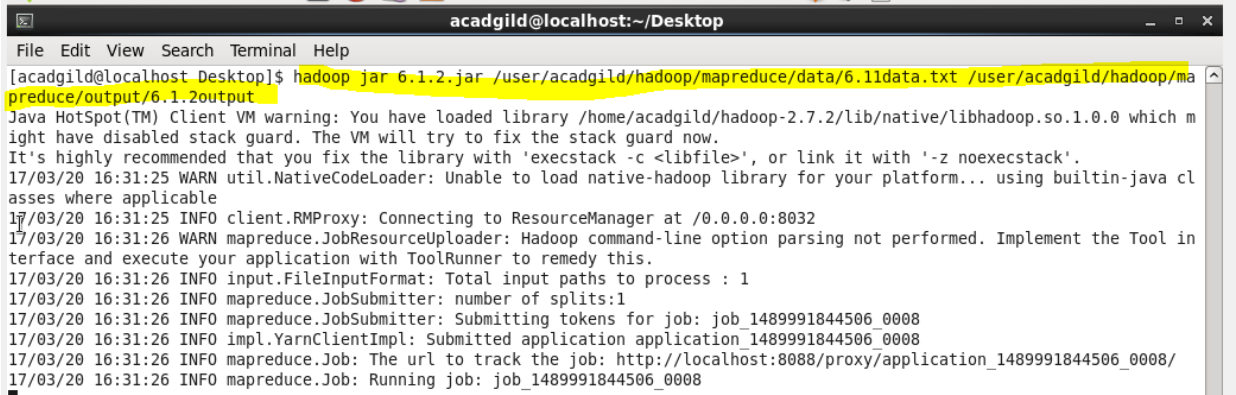 acadgild@localhost:~/Desktop
File Edit View Search Terminal Help
[acadgild@localhost Desktop]$ hadoop jar 6.1.2.jar /user/acadgild/hadoop/mapreduce/data/6.11data.txt /user/acadgild/hadoop/ma
preduce/output/6.1.2output
Java HotSpot(TM) Client VM warning: You have loaded library /home/acadgild/hadoop-2.7.2/lib/native/libhadoop.so.1.0.0 which m
ight have disabled stack guard. The VM will try to fix the stack guard now.
It's highly recommended that you fix the library with 'execstack -c <libfile>', or link it with '-z noexecstack'.
17/03/20 16:31:25 WARN util.NativeCodeLoader: Unable to load native-hadoop library for your platform... using builtin-java cl
asses where applicable
17/03/20 16:31:25 INFO client.RMProxy: Connecting to ResourceManager at /0.0.0.0:8032
17/03/20 16:31:26 WARN mapreduce.JobResourceUploader: Hadoop command-line option parsing not performed. Implement the Tool in
terface and execute your application with ToolRunner to remedy this.
17/03/20 16:31:26 INFO input.FileInputFormat: Total input paths to process : 1
17/03/20 16:31:26 INFO mapreduce.JobSubmitter: number of splits:1
17/03/20 16:31:26 INFO mapreduce.JobSubmitter: Submitting tokens for job: job_1489991844506_0008
17/03/20 16:31:26 INFO impl.YarnClientImpl: Submitted application application_1489991844506_0008
17/03/20 16:31:26 INFO mapreduce.Job: The url to track the job: http://localhost:8088/proxy/application_1489991844506_0008/
17/03/20 16:31:26 INFO mapreduce.Job: Running job: job_1489991844506_0008